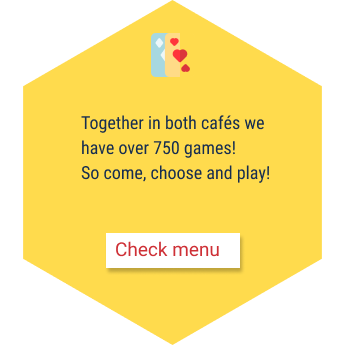 Together in both cafés we
have over 750 games!
So come, choose and play!
Check menu